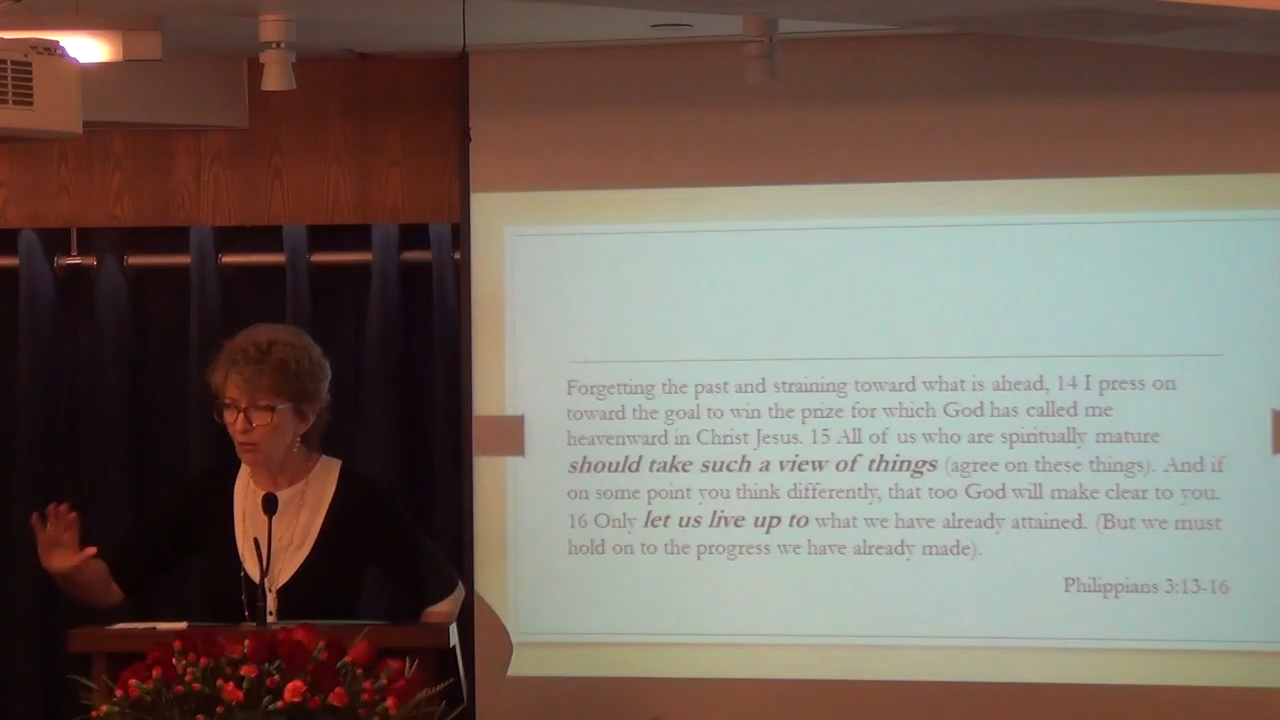 Forgetting the past and straining toward what is ahead, 14 I press on
toward the goal to win the prize for which God has called me
heavenward in Christ Jesus. 15 All of us who are spiritually mature
should take such a view of things (agree on these things). And if
on some point you think differently, that too God will make clear to you.
16 Only let us live up to what we have already attained. (But we must
hold on to the progress we have already made).
Philippians 3:13-16